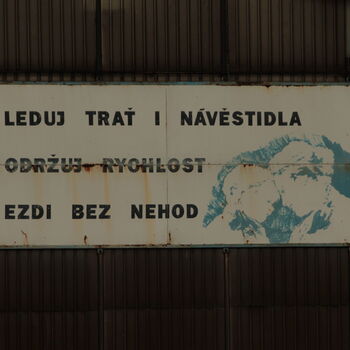 LEDUJ TRAŤ I NÁVĚSTIDLA
ODRŽUJ RYCHLOST
EZDI BEZ NEHOD